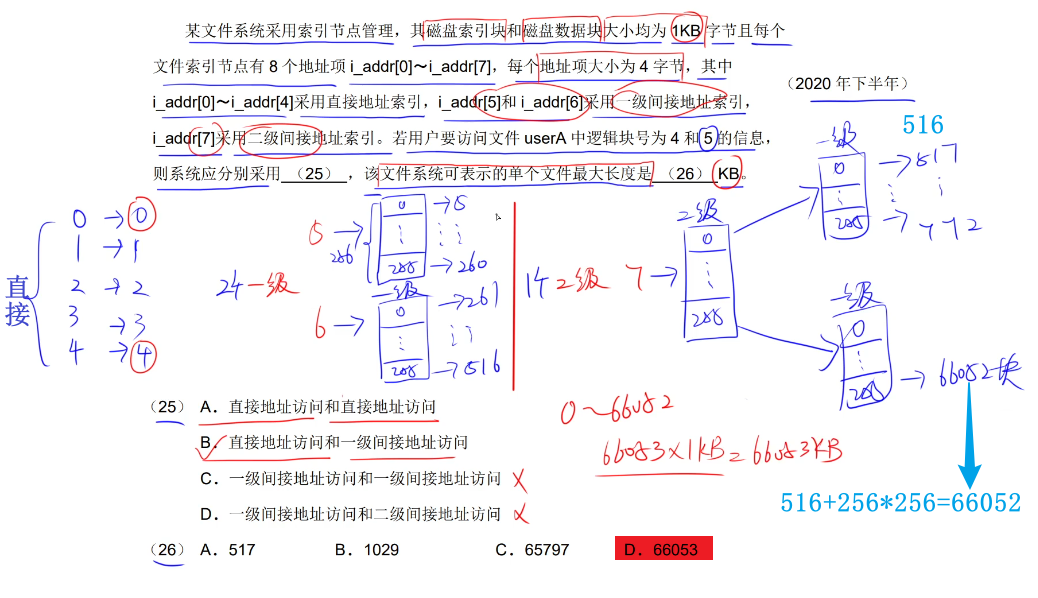 某文件系统采用索引节点管理，其磁盘索引块和磁盘数据块大小均为 1KB 字节且每个
文件索引节点有 8 个地址项 i_addr[0]～i_addr[7]，每个地址项大小为 4 字节，其中
（2020 年下半年）
i_addr[0]～i_addr[4]采用直接地址索引，i_addr[5]和 i_addr[6]采用一级间接地址索引，
i_addr[7]采用二级间接地址索引。若用户要访问文件 userA 中逻辑块号为 4 和 5 的信息，
则系统应分别采用 （25） ，该文件系统可表示的单个文件最大长度是 （26） KB。
516
直接
0 → 0
1 → 1
2 → 2
3 → 3
4 → 4
24 一级
5 →
256
0 → 5
⋮
255 → 260
一级
6 →
0 → 261
⋮
255 → 516
14 二级
7 →
二级
0
⋮
255
一级
0 → 517
⋮
255 → 772
一级
0
⋮
255 → 66052块
（25） A．直接地址访问和直接地址访问
B．直接地址访问和一级间接地址访问
C．一级间接地址访问和一级间接地址访问
D．一级间接地址访问和二级间接地址访问
0～66052
66053×1KB=66053KB
516+256*256=66052
（26） A．517 B．1029 C．65797 D．66053